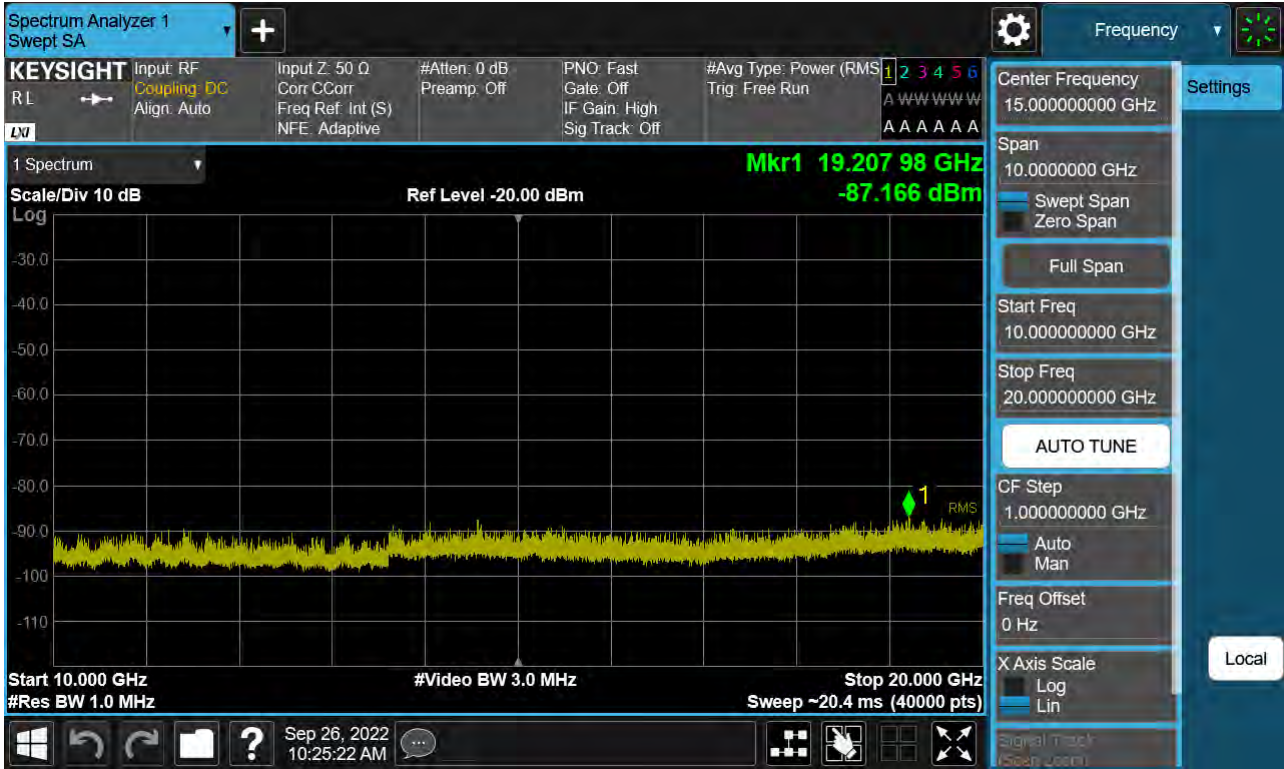 Spectrum Analyzer 1
Swept SA
Frequency
KEYSIGHT
R L
LXI
Input: RF
Coupling: DC
Align: Auto
Input Z: 50 Ω
Corr CCorr
Freq Ref: Int (S)
NFE: Adaptive
#Atten: 0 dB
Preamp: Off
PNO: Fast
Gate: Off
IF Gain: High
Sig Track: Off
#Avg Type: Power (RMS
Trig: Free Run
1 2 3 4 5 6
A W W W W W
A A A A A A
1 Spectrum
Scale/Div 10 dB
Log
Ref Level -20.00 dBm
Mkr1 19.207 98 GHz
-87.166 dBm
-30.0
-40.0
-50.0
-60.0
-70.0
-80.0
-90.0
-100
-110
1
RMS
Start 10.000 GHz
#Res BW 1.0 MHz
#Video BW 3.0 MHz
Stop 20.000 GHz
Sweep ~20.4 ms (40000 pts)
?
Sep 26, 2022
10:25:22 AM
Center Frequency
15.000000000 GHz
Span
10.0000000 GHz
Swept Span
Zero Span
Full Span
Start Freq
10.000000000 GHz
Stop Freq
20.000000000 GHz
AUTO TUNE
CF Step
1.000000000 GHz
Auto
Man
Freq Offset
0 Hz
X Axis Scale
Log
Lin
Signal Track
(Span Zoom)
Settings
Local